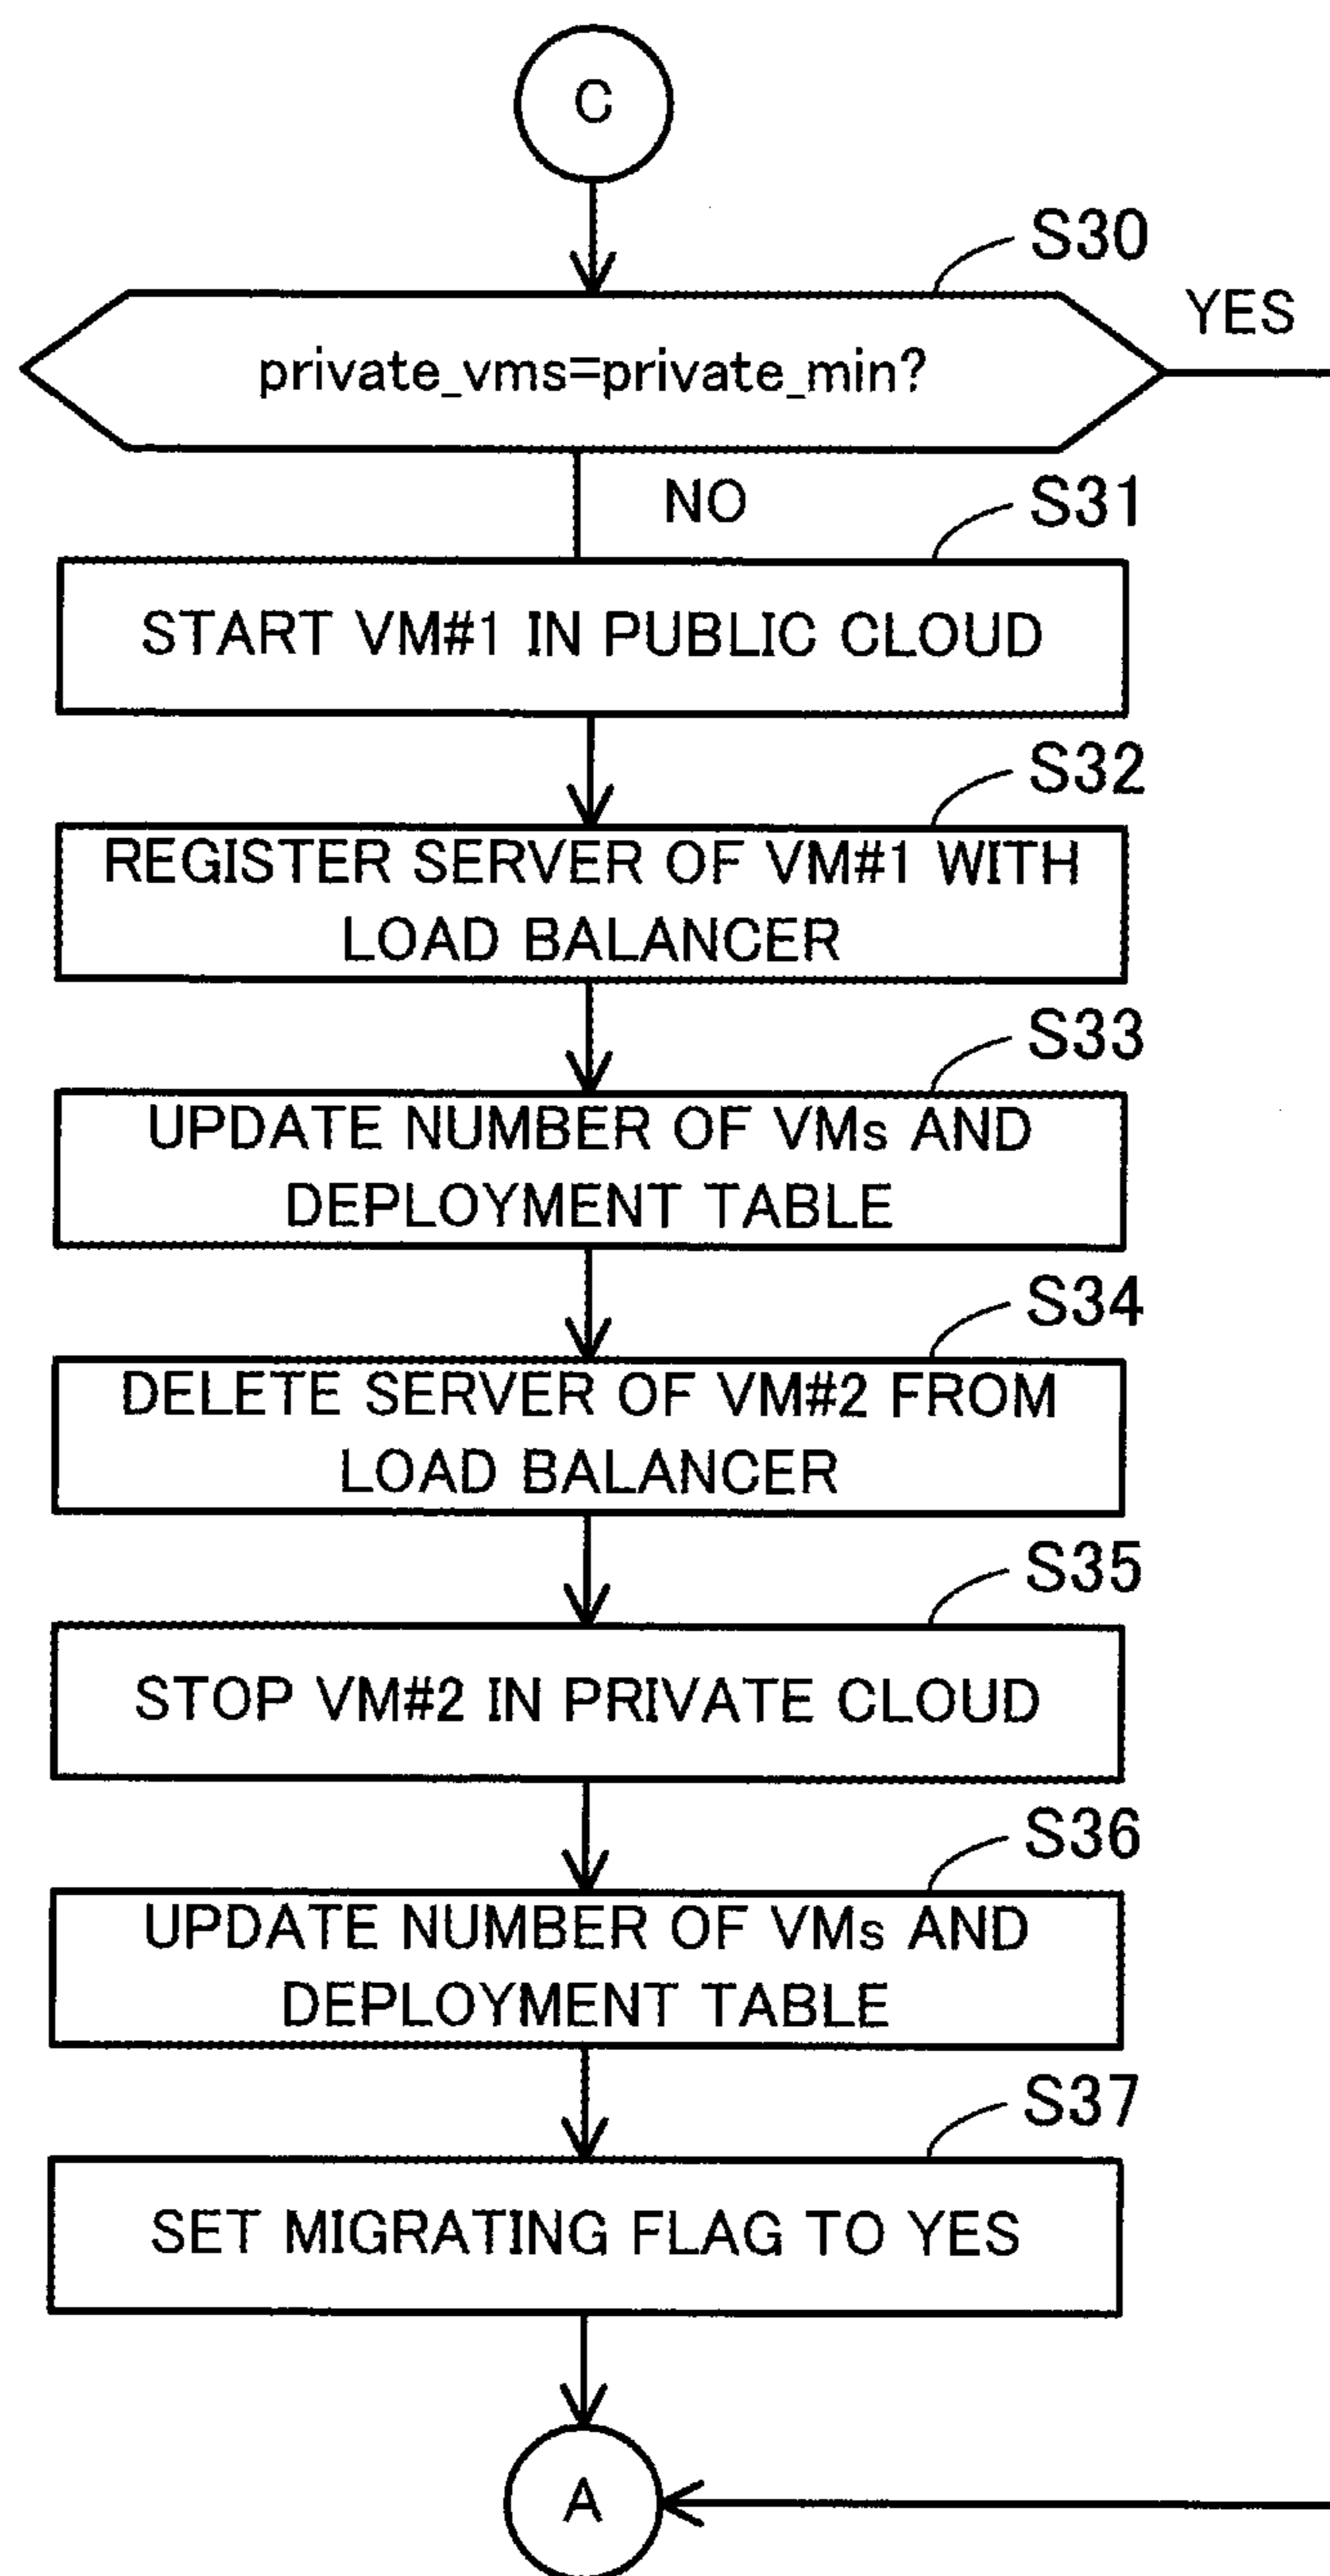 C
S30
YES
private_vms=private_min?
NO
S31
START VM#1 IN PUBLIC CLOUD
S32
REGISTER SERVER OF VM#1 WITH
LOAD BALANCER
S33
UPDATE NUMBER OF VMs AND
DEPLOYMENT TABLE
S34
DELETE SERVER OF VM#2 FROM
LOAD BALANCER
S35
STOP VM#2 IN PRIVATE CLOUD
S36
UPDATE NUMBER OF VMs AND
DEPLOYMENT TABLE
S37
SET MIGRATING FLAG TO YES
A